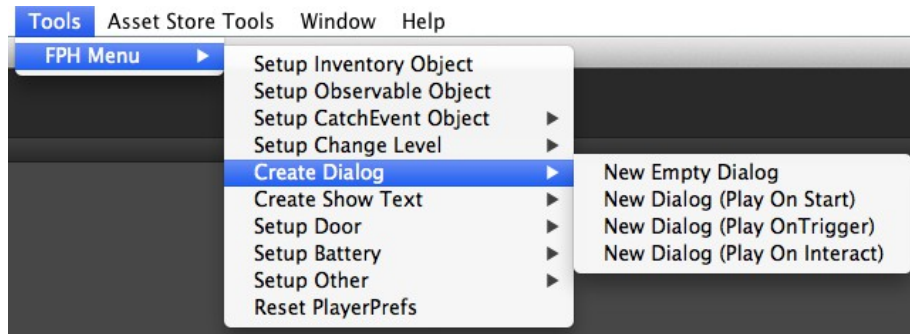 Tools Asset Store Tools Window Help
FPH Menu
Setup Inventory Object
Setup Observable Object
Setup CatchEvent Object
Setup Change Level
Create Dialog
Create Show Text
Setup Door
Setup Battery
Setup Other
Reset PlayerPrefs
New Empty Dialog
New Dialog (Play On Start)
New Dialog (Play OnTrigger)
New Dialog (Play On Interact)